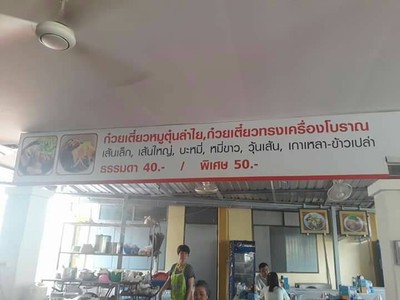 ก๋วยเตี๋ยวหมูตุ๋นลำไย,ก๋วยเตี๋ยวทรงเครื่องโบราณ
เส้นเล็ก, เส้นใหญ่, บะหมี่, หมี่ขาว, วุ้นเส้น, เกาเหลา-ข้าวเปล่า
ธรรมดา 40.- / พิเศษ 50.-